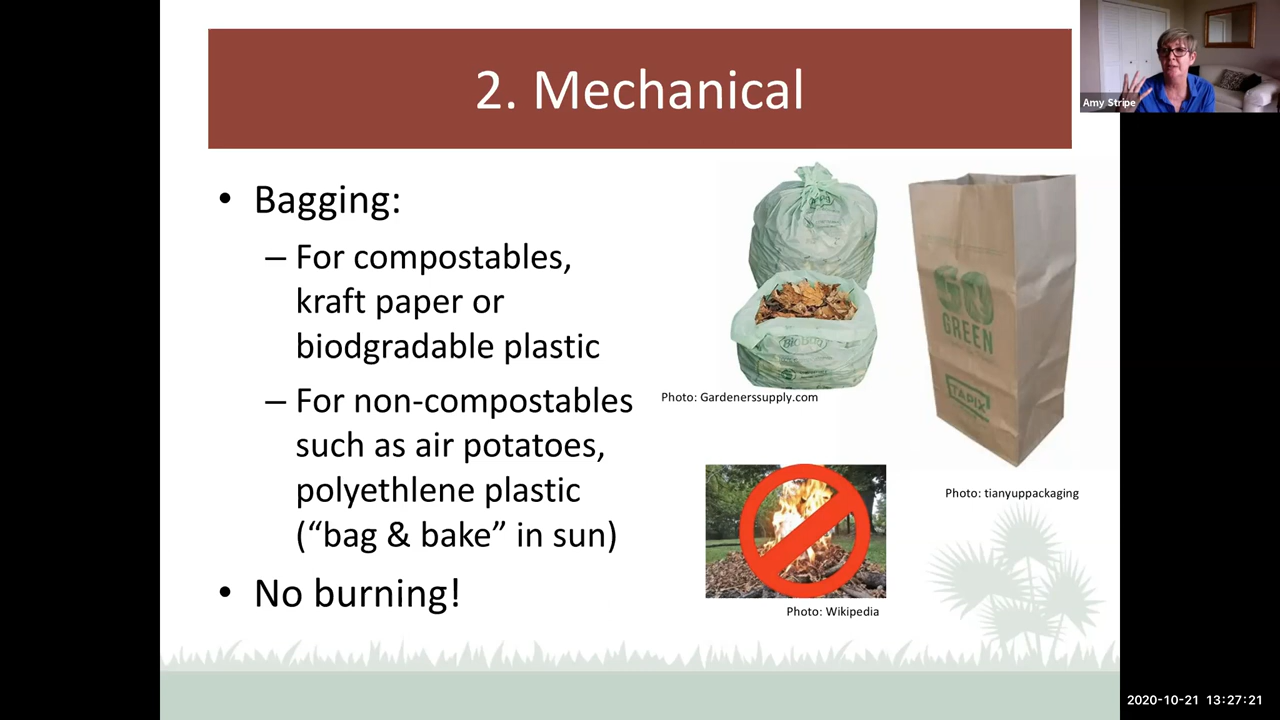 2. Mechanical
Amy Stripe
• Bagging:
– For compostables,
kraft paper or
biodgradable plastic
– For non-compostables
such as air potatoes,
polyethlene plastic
(“bag & bake” in sun)
• No burning!
BioBag
Photo: Gardenerssupply.com
GO
GREEN
TAPIX
Photo: tianyuppackaging
Photo: Wikipedia
2020-10-21 13:27:21